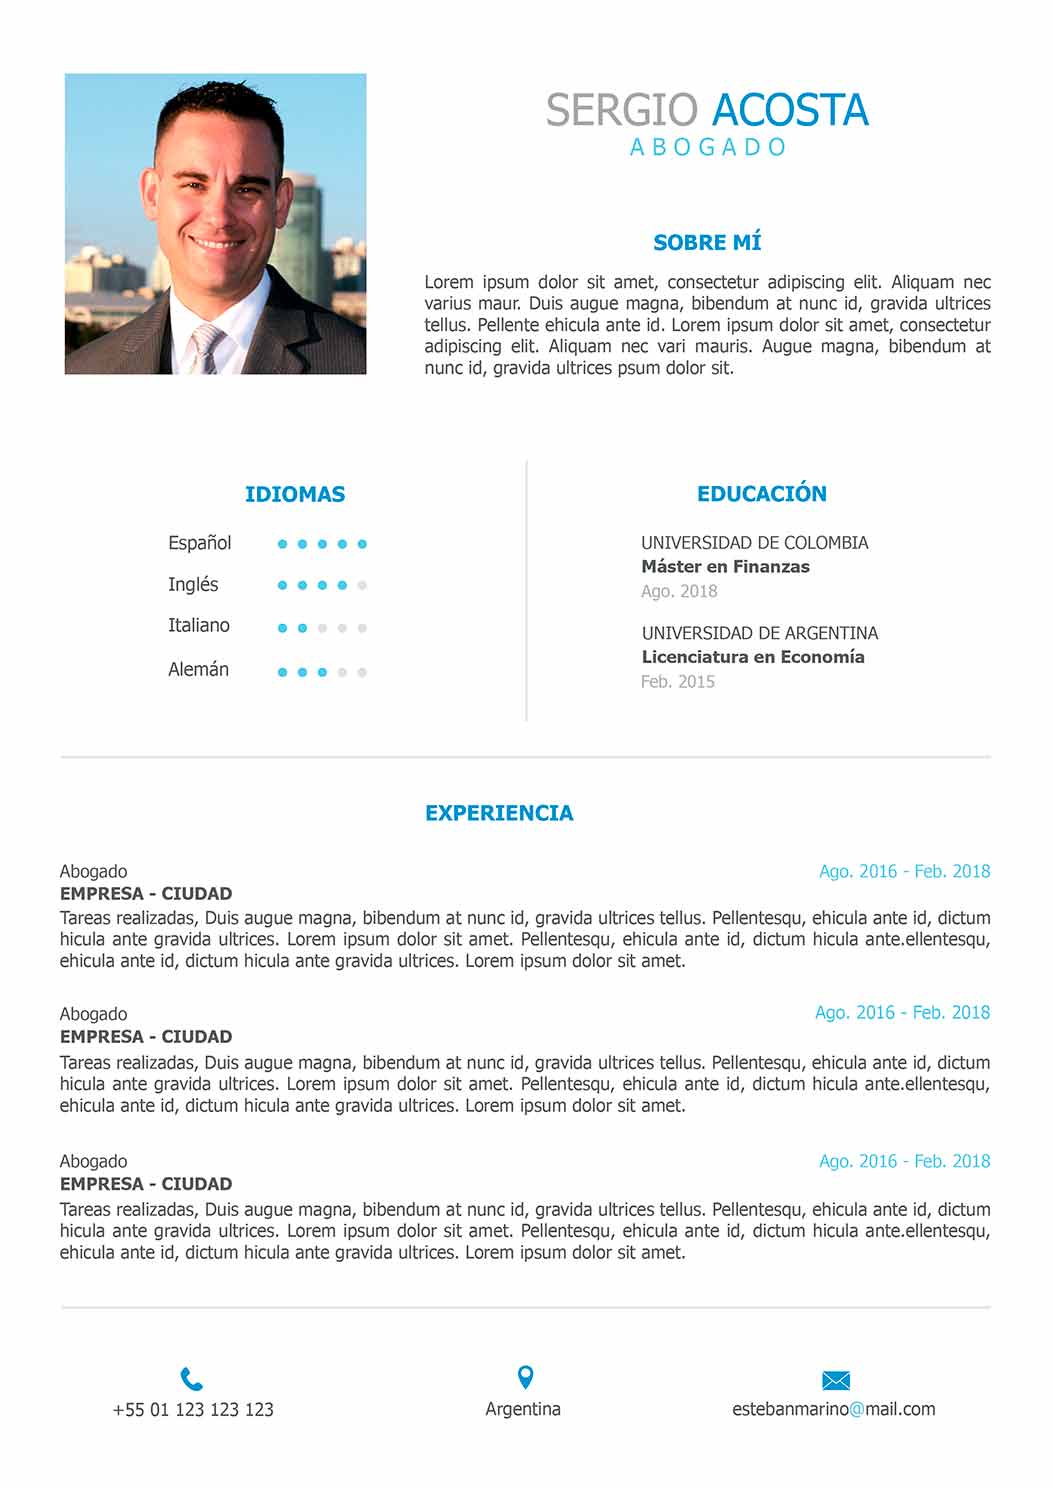 SERGIO ACOSTA
ABOGADO
SOBRE MÍ
Lorem ipsum dolor sit amet, consectetur adipiscing elit. Aliquam nec
varius maur. Duis augue magna, bibendum at nunc id, gravida ultrices
tellus. Pellente ehicula ante id. Lorem ipsum dolor sit amet, consectetur
adipiscing elit. Aliquam nec vari mauris. Augue magna, bibendum at
nunc id, gravida ultrices psum dolor sit.
IDIOMAS
Español
Inglés
Italiano
Alemán
EDUCACIÓN
UNIVERSIDAD DE COLOMBIA
Máster en Finanzas
Ago. 2018
UNIVERSIDAD DE ARGENTINA
Licenciatura en Economía
Feb. 2015
EXPERIENCIA
Abogado Ago. 2016 - Feb. 2018
EMPRESA - CIUDAD
Tareas realizadas, Duis augue magna, bibendum at nunc id, gravida ultrices tellus. Pellentesqu, ehicula ante id, dictum
hicula ante gravida ultrices. Lorem ipsum dolor sit amet. Pellentesqu, ehicula ante id, dictum hicula ante.ellentesqu,
ehicula ante id, dictum hicula ante gravida ultrices. Lorem ipsum dolor sit amet.
Abogado Ago. 2016 - Feb. 2018
EMPRESA - CIUDAD
Tareas realizadas, Duis augue magna, bibendum at nunc id, gravida ultrices tellus. Pellentesqu, ehicula ante id, dictum
hicula ante gravida ultrices. Lorem ipsum dolor sit amet. Pellentesqu, ehicula ante id, dictum hicula ante.ellentesqu,
ehicula ante id, dictum hicula ante gravida ultrices. Lorem ipsum dolor sit amet.
Abogado Ago. 2016 - Feb. 2018
EMPRESA - CIUDAD
Tareas realizadas, Duis augue magna, bibendum at nunc id, gravida ultrices tellus. Pellentesqu, ehicula ante id, dictum
hicula ante gravida ultrices. Lorem ipsum dolor sit amet. Pellentesqu, ehicula ante id, dictum hicula ante.ellentesqu,
ehicula ante id, dictum hicula ante gravida ultrices. Lorem ipsum dolor sit amet.
+55 01 123 123 123
Argentina
estebanmarino@mail.com